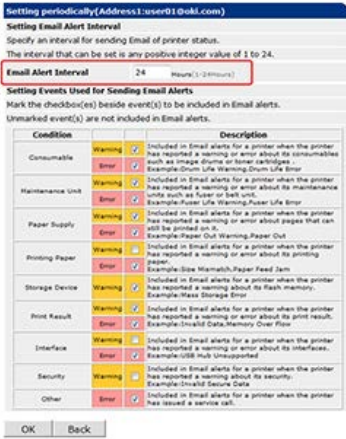 Setting periodically(Address1:user01@oki.com)
Setting Email Alert Interval
Specify an interval for sending Email of printer status.
The interval that can be set is any positive integer value of 1 to 24.
Email Alert Interval 24 Hours(1-24Hours)
Setting Events Used for Sending Email Alerts
Mark the checkbox(es) beside event(s) to be included in Email alerts.
Unmarked event(s) are not included in Email alerts.
Condition Description
Consumable Warning Error
Included in Email alerts for a printer when the printer
has reported a warning or error about its consumables
such as image drums or toner cartridges .
Example:Drum Life Warning,Drum Life Error
Maintenance Unit Warning Error
Included in Email alerts for a printer when the printer
has reported a warning or error about its maintenance
units such as fuser or belt unit.
Example:Fuser Life Warning,Fuser Life Error
Paper Supply Warning Error
Included in Email alerts for a printer when the printer
has reported a warning or error about pages that can
still be printed on it.
Example:Paper Out Warning,Paper Out
Printing Paper Warning Error
Included in Email alerts for a printer when the printer
has reported a warning or error about its printing
paper.
Example:Size Mismatch,Paper Feed Jam
Storage Device Warning
Included in Email alerts for a printer when the printer
has reported a warning about its flash memory.
Example:Mass Storage Error
Print Result Warning Error
Included in Email alerts for a printer when the printer
has reported a warning or error about its print result.
Example:Invalid Data,Memory Over Flow
Interface Warning Error
Included in Email alerts for a printer when the printer
has reported a warning or error about its interfaces.
Example:USB Hub Unsupported
Security Warning
Included in Email alerts for a printer when the printer
has reported a warning about its security.
Example:Invalid Secure Data
Other Error
Included in Email alerts for a printer when the printer
has issued a service call.
OK Back